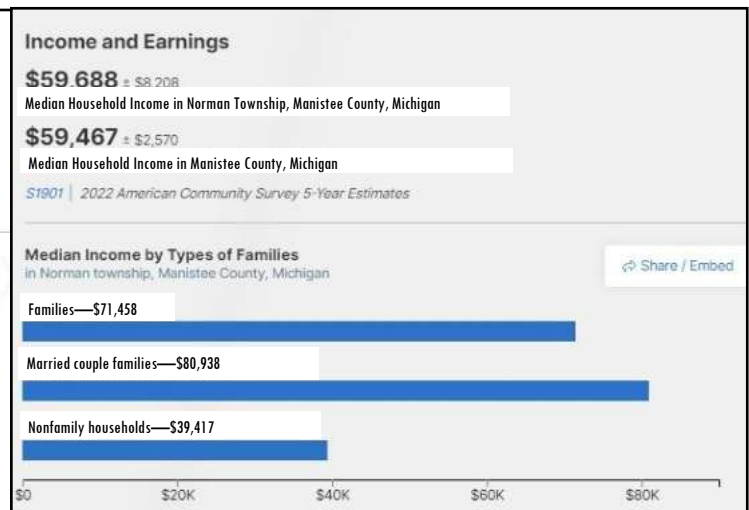 Income and Earnings
$59,688 ± $8,208
Median Household Income in Norman Township, Manistee County, Michigan
$59,467 ± $2,570
Median Household Income in Manistee County, Michigan
S1901 | 2022 American Community Survey 5-Year Estimates
Median Income by Types of Families
in Norman township, Manistee County, Michigan
Share / Embed
Families—$71,458
Married couple families—$80,938
Nonfamily households—$39,417
$0 $20K $40K $60K $80K